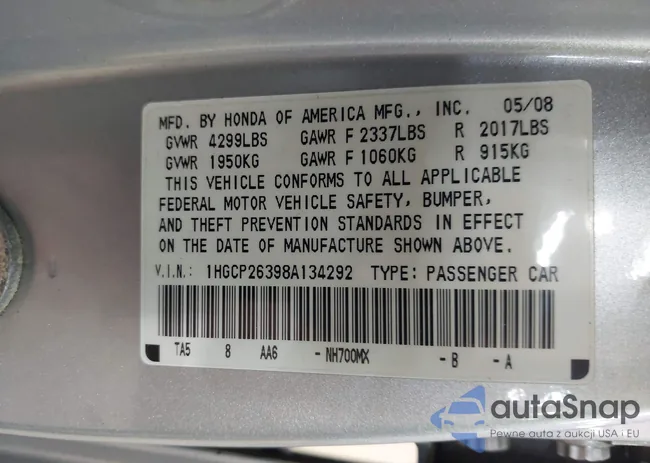 MFD. BY HONDA OF AMERICA MFG., INC. 05/08
GVWR 4299LBS GAWR F 2337LBS R 2017LBS
GVWR 1950KG GAWR F 1060KG R 915KG
THIS VEHICLE CONFORMS TO ALL APPLICABLE
FEDERAL MOTOR VEHICLE SAFETY, BUMPER,
AND THEFT PREVENTION STANDARDS IN EFFECT
ON THE DATE OF MANUFACTURE SHOWN ABOVE.
V.I.N.: 1HGCP26398A134292 TYPE: PASSENGER CAR
TA5 8 AA6 -NH700MX -B -A
autaSnap
Pewne auta z aukcji USA i EU